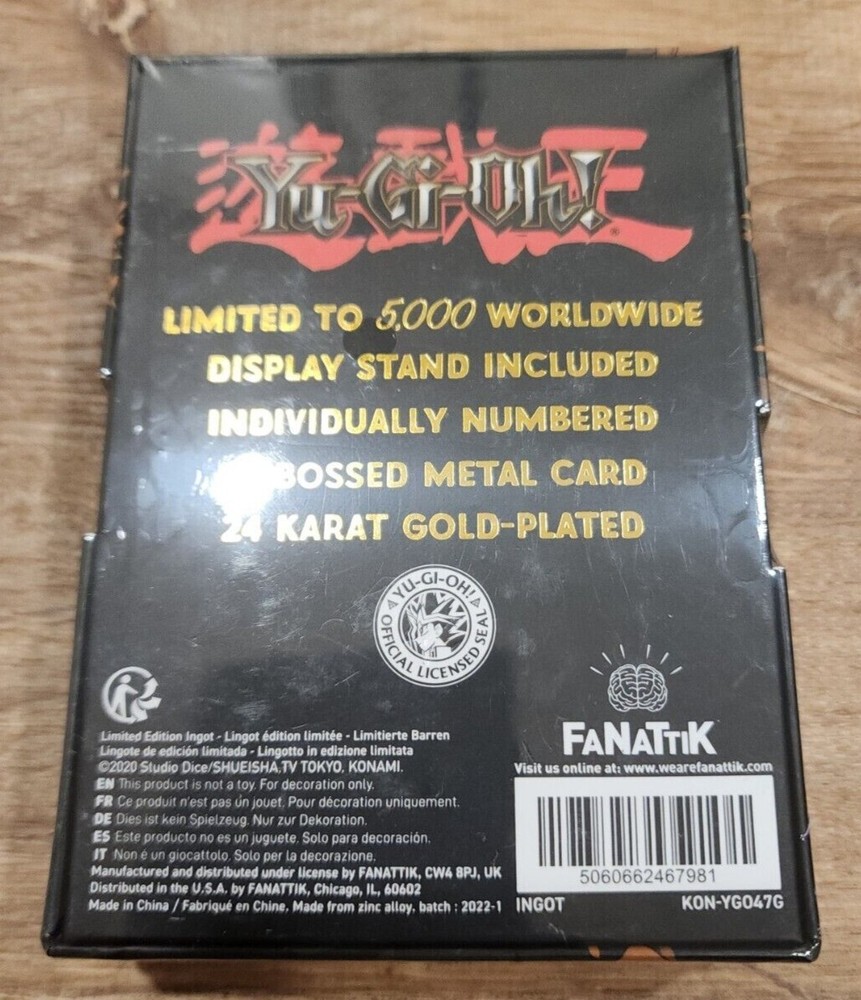 遊戯王
Yu-Gi-Oh!
LIMITED TO 5,000 WORLDWIDE
DISPLAY STAND INCLUDED
INDIVIDUALLY NUMBERED
BOSSED METAL CARD
24 KARAT GOLD-PLATED
YU-GI-OH!
OFFICIAL LICENSED SEAL
FANATTIK
Visit us online at: www.wearefanattik.com
Limited Edition Ingot - Lingot édition limitée - Limitierte Barren
Lingote de edición limitada - Lingotto in edizione limitata
©2020 Studio Dice/SHUEISHA,TV TOKYO, KONAMI.
EN This product is not a toy. For decoration only.
FR Ce produit n'est pas un jouet. Pour décoration uniquement.
DE Dies ist kein Spielzeug. Nur zur Dekoration.
ES Este producto no es un juguete. Solo para decoración.
IT Non é un giocattolo. Solo per la decorazione.
Manufactured and distributed under license by FANATTIK, CW4 8PJ, UK
Distributed in the U.S.A. by FANATTIK, Chicago, IL, 60602
Made in China / Fabriqué en Chine. Made from zinc alloy. batch : 2022-1
5060662467981
INGOT KON-YGO47G